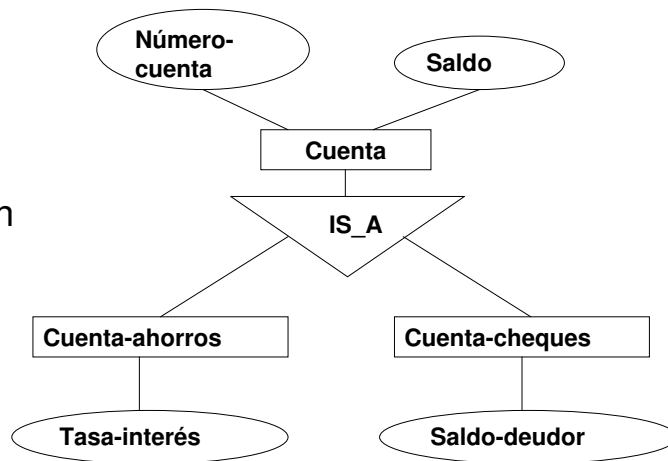 Número-
cuenta
Saldo
Cuenta
n
IS_A
Cuenta-ahorros
Cuenta-cheques
Tasa-interés
Saldo-deudor